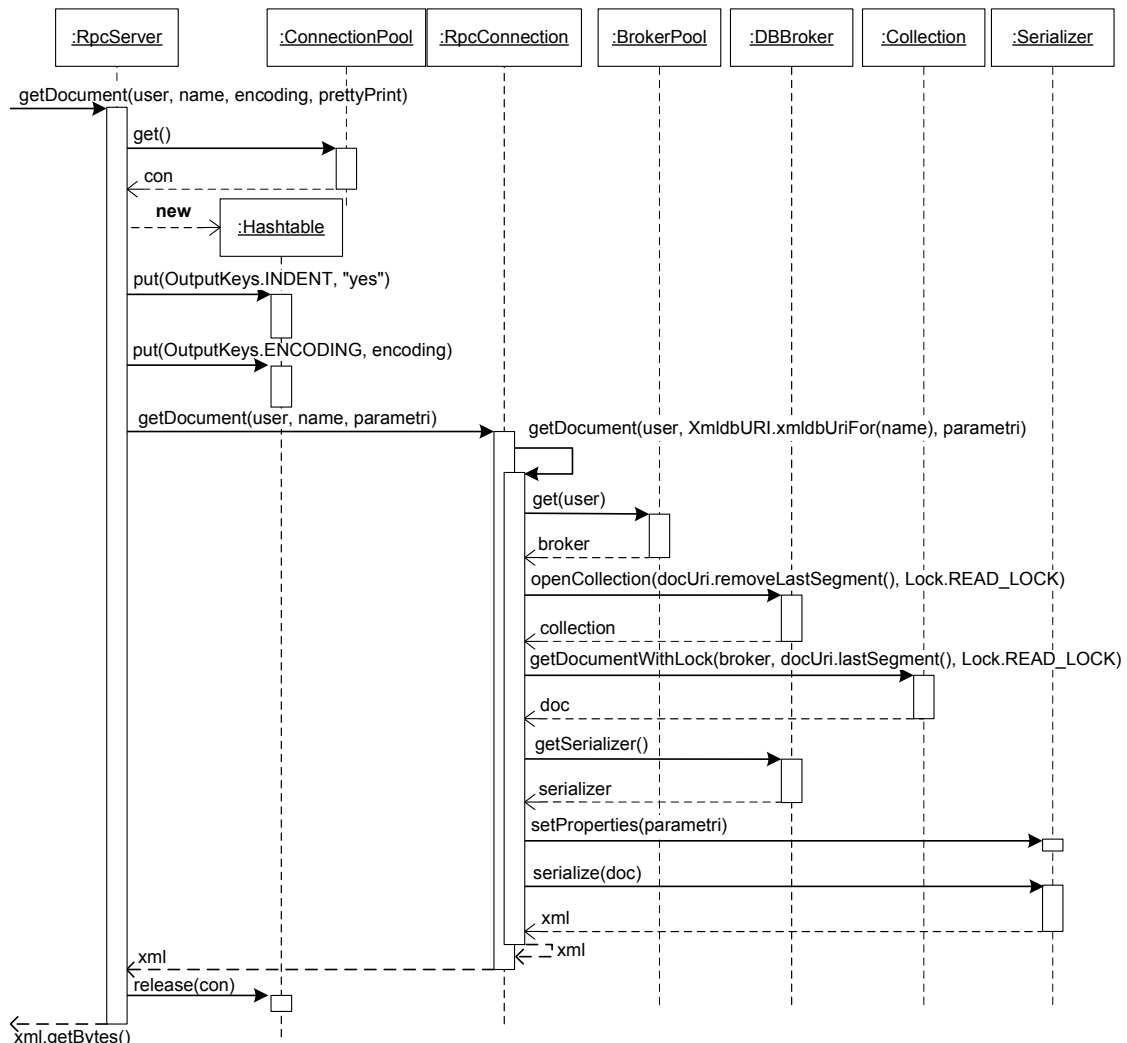 :RpcServer
:ConnectionPool
:RpcConnection
:BrokerPool
:DBBroker
:Collection
:Serializer
getDocument(user, name, encoding, prettyPrint)
get()
con
new
:Hashtable
put(OutputKeys.INDENT, "yes")
put(OutputKeys.ENCODING, encoding)
getDocument(user, name, parametri)
getDocument(user, XmldbURI.xmldbUriFor(name), parametri)
get(user)
broker
openCollection(docUri.removeLastSegment(), Lock.READ_LOCK)
collection
getDocumentWithLock(broker, docUri.lastSegment(), Lock.READ_LOCK)
doc
getSerializer()
serializer
setProperties(parametri)
serialize(doc)
xml
xml
xml
release(con)
xml.getBytes()